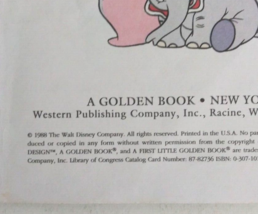 A GOLDEN BOOK • NEW YO
Western Publishing Company, Inc., Racine, W
© 1988 The Walt Disney Company. All rights reserved. Printed in the U.S.A. No pa
duced or copied in any form without written permission from the copyright
DESIGN™, A GOLDEN BOOK®, and A FIRST LITTLE GOLDEN BOOK® are trade
Company, Inc. Library of Congress Catalog Card Number: 87-82736 ISBN: 0-307-10